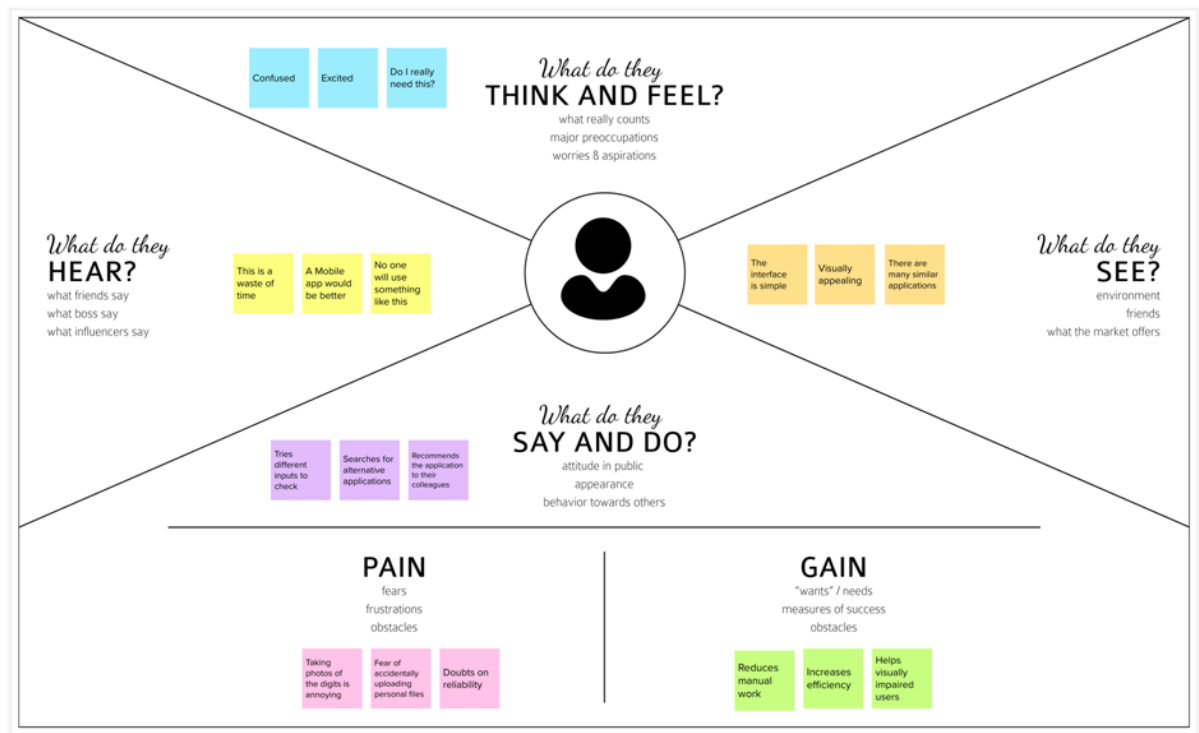 Confused
Excited
Do I really
need this?
What do they
THINK AND FEEL?
what really counts
major preoccupations
worries & aspirations
What do they
HEAR?
what friends say
what boss say
what influencers say
This is a
waste of
time
A Mobile
app would
be better
No one
will use
something
like this
The
interface
is simple
Visually
appealing
There are
many similar
applications
What do they
SEE?
environment
friends
what the market offers
What do they
SAY AND DO?
attitude in public
appearance
behavior towards others
Tries
different
inputs to
check
Searches for
alternative
applications
Recommends
the application
to their
colleagues
PAIN
fears
frustrations
obstacles
Taking
photos of
the digits is
annoying
Fear of
accidentally
uploading
personal files
Doubts on
reliability
GAIN
"wants" / needs
measures of success
obstacles
Reduces
manual
work
Increases
efficiency
Helps
visually
impaired
users